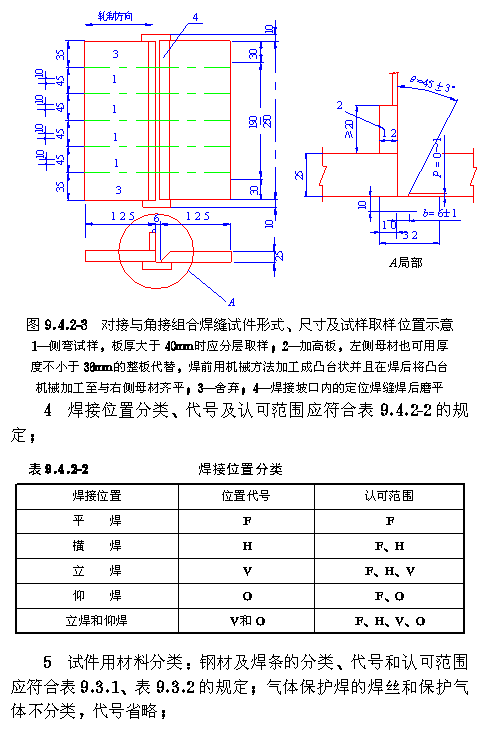 轧制方向
4
10
35
10
45
10
45
10
45
10
45
35
3
1
1
1
1
3
30
190
220
30
10
125
6
125
25
A
2
12
≥20
25
10
10
32
θ=45±3°
P=0~1
b=6±1
A局部
图 9.4.2-3 对接与角接组合焊缝试件形式、尺寸及试样取样位置示意
1—侧弯试样，板厚大于 40mm时应分层取样；2—加高板，左侧母材也可用厚
度不小于 38mm的整板代替，焊前用机械方法加工成凸台状并且在焊后将凸台
机械加工至与右侧母材齐平；3—舍弃；4—焊接坡口内的定位焊缝焊后磨平
4 焊接位置分类、代号及认可范围应符合表 9.4.2-2 的规
定；
表 9.4.2-2 焊接位置分类
焊接位置 位置代号 认可范围
平 焊 F F
横 焊 H F、H
立 焊 V F、H、V
仰 焊 O F、O
立焊和仰焊 V和O F、H、V、O
5 试件用材料分类：钢材及焊条的分类、代号和认可范围
应符合表 9.3.1、表 9.3.2 的规定；气体保护焊的焊丝和保护气
体不分类，代号省略；